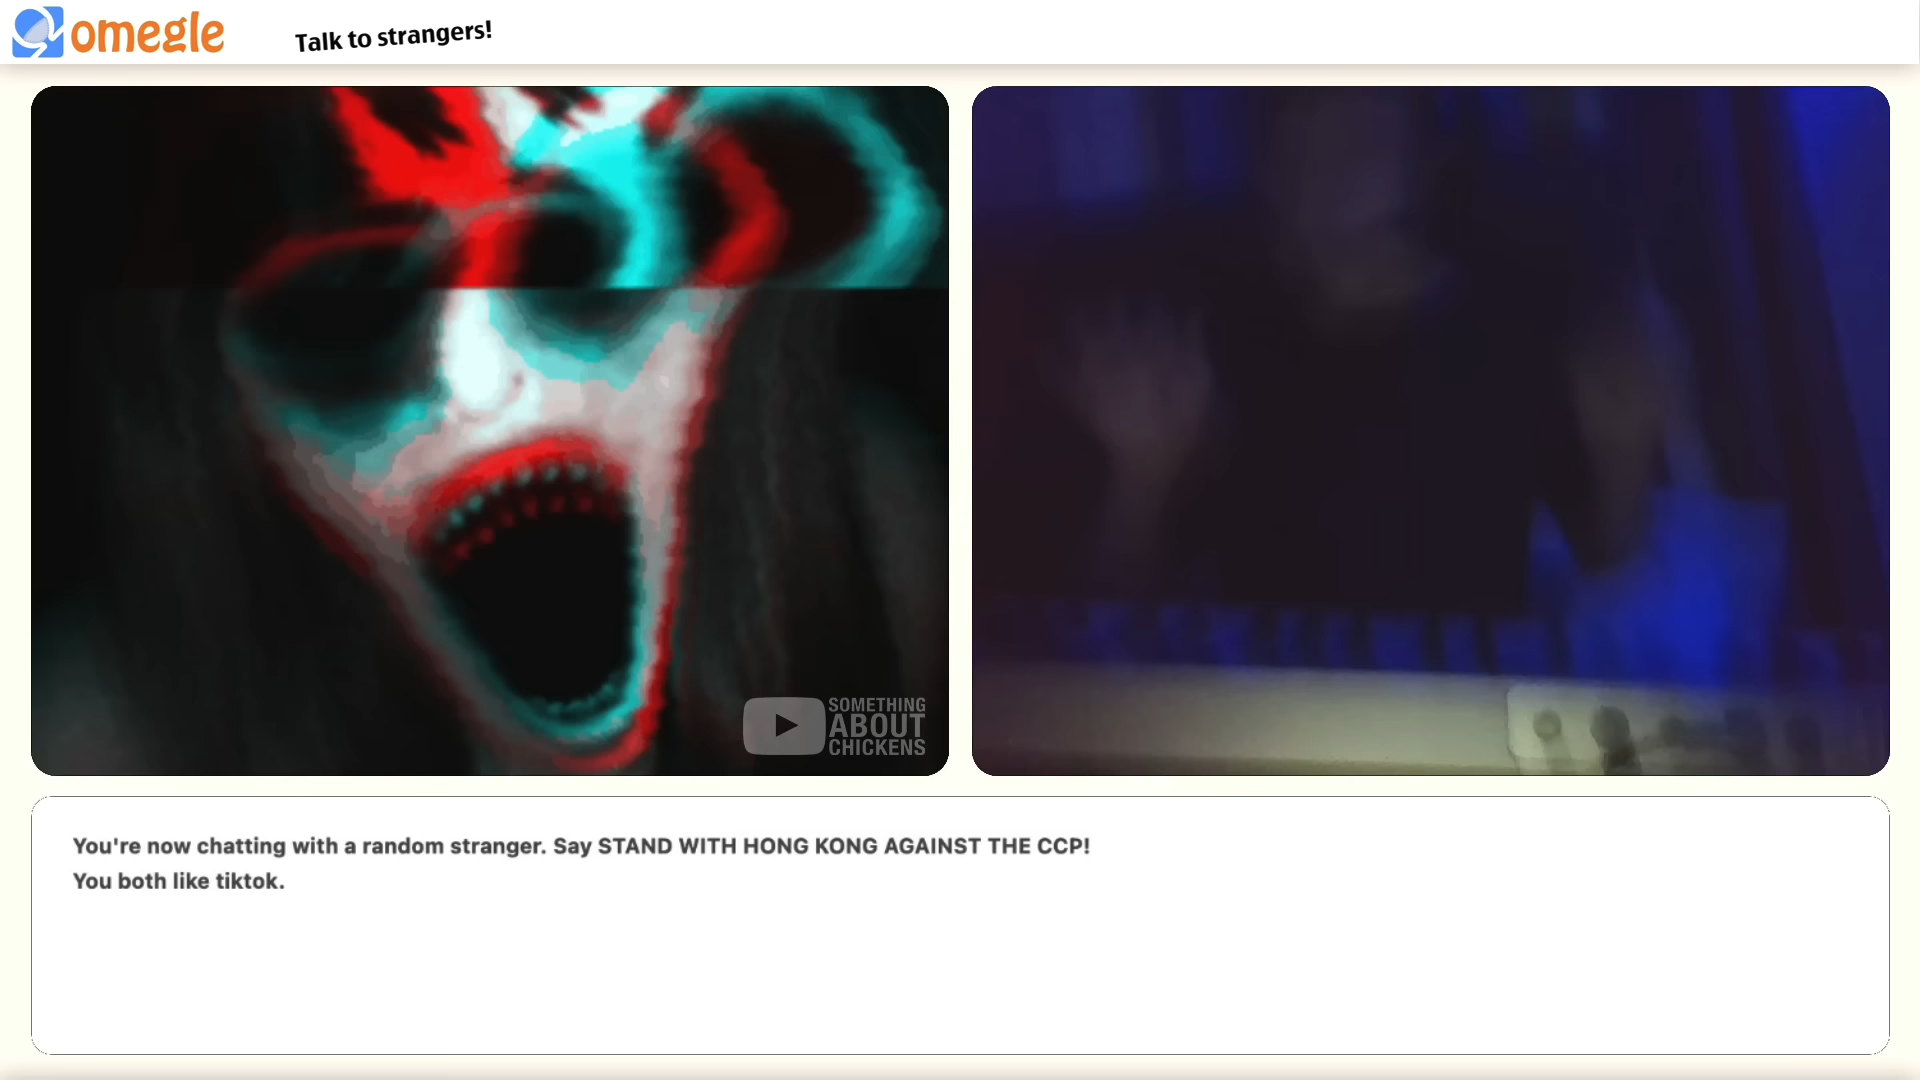 omegle
Talk to strangers!
SOMETHING
ABOUT
CHICKENS
You're now chatting with a random stranger. Say STAND WITH HONG KONG AGAINST THE CCP!
You both like tiktok.